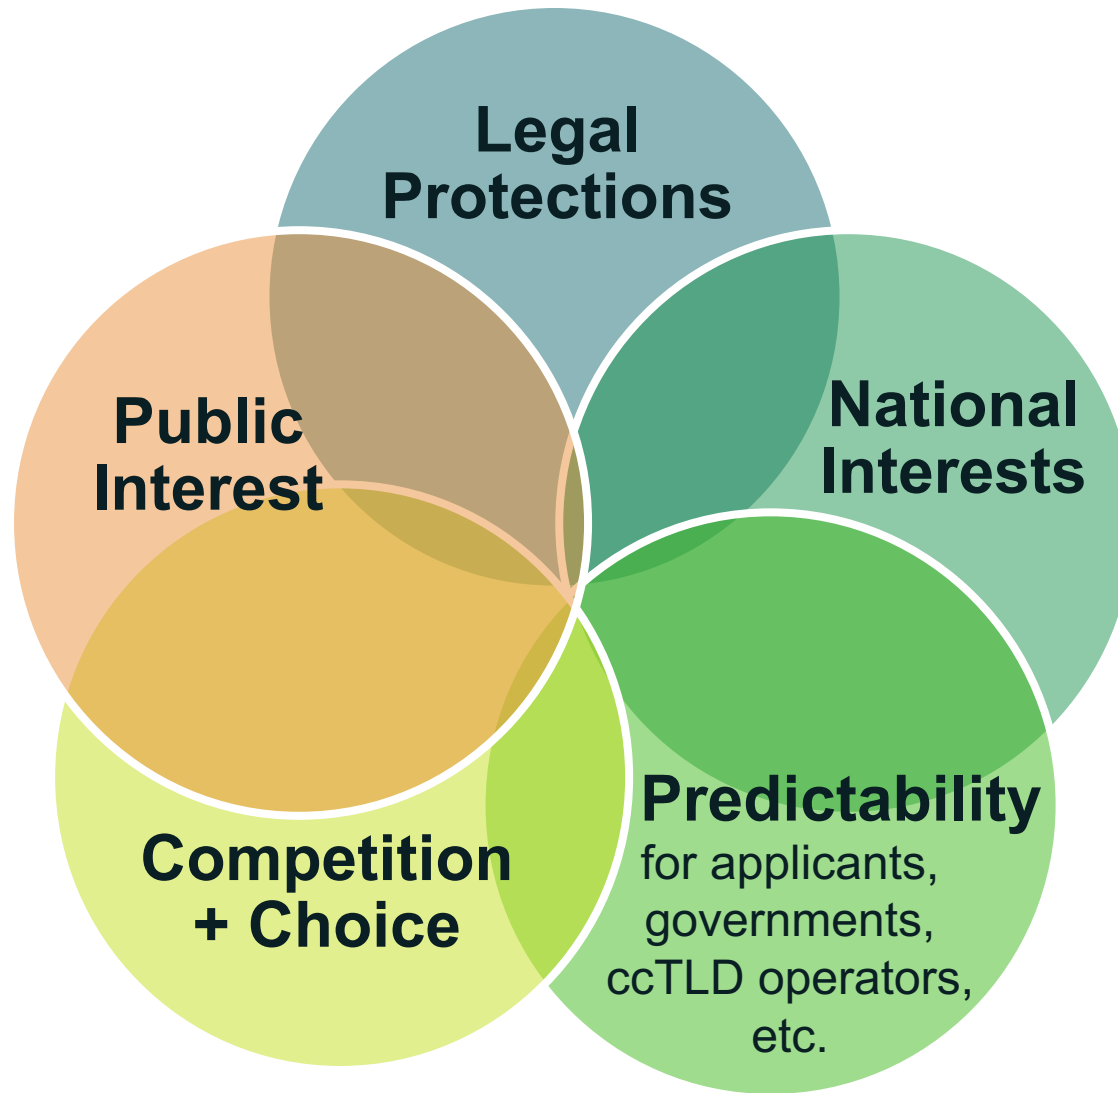 Legal
Protections
Public
Interest
National
Interests
Competition
+ Choice
Predictability
for applicants,
governments,
ccTLD operators,
etc.